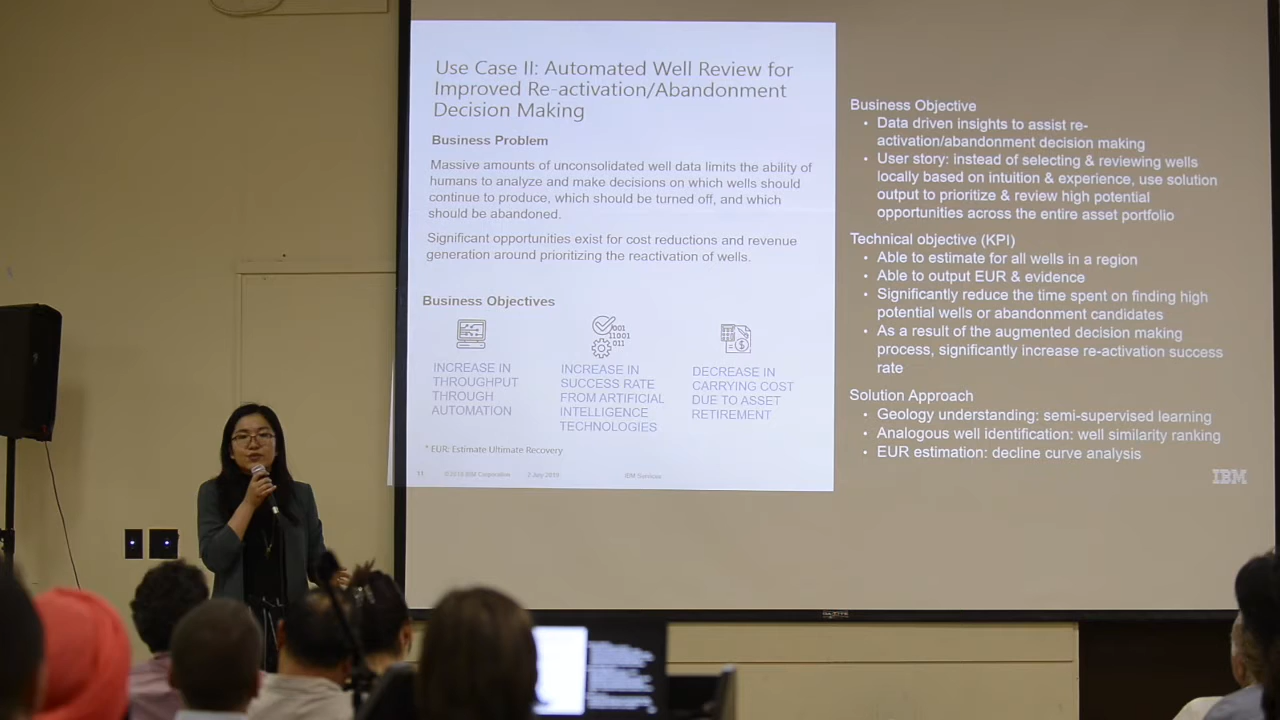 Use Case II: Automated Well Review for
Improved Re-activation/Abandonment
Decision Making
Business Problem
Massive amounts of unconsolidated well data limits the ability of
humans to analyze and make decisions on which wells should
continue to produce, which should be turned off, and which
should be abandoned.
Significant opportunities exist for cost reductions and revenue
generation around prioritizing the reactivation of wells.
Business Objectives
/001
11001
011
INCREASE IN
THROUGHPUT
THROUGH
AUTOMATION
INCREASE IN
SUCCESS RATE
FROM ARTIFICIAL
INTELLIGENCE
TECHNOLOGIES
DECREASE IN
CARRYING COST
DUE TO ASSET
RETIREMENT
* EUR: Estimate Ultimate Recovery
IBM Corporation
2 July 2019
IBM Services
Business Objective
• Data driven insights to assist re-
activation/abandonment decision making
• User story: instead of selecting & reviewing wells
locally based on intuition & experience, use solution
output to prioritize & review high potential
opportunities across the entire asset portfolio
Technical objective (KPI)
• Able to estimate for all wells in a region
• Able to output EUR & evidence
• Significantly reduce the time spent on finding high
potential wells or abandonment candidates
• As a result of the augmented decision making
process, significantly increase re-activation success
rate
Solution Approach
• Geology understanding: semi-supervised learning
• Analogous well identification: well similarity ranking
• EUR estimation: decline curve analysis
IBM